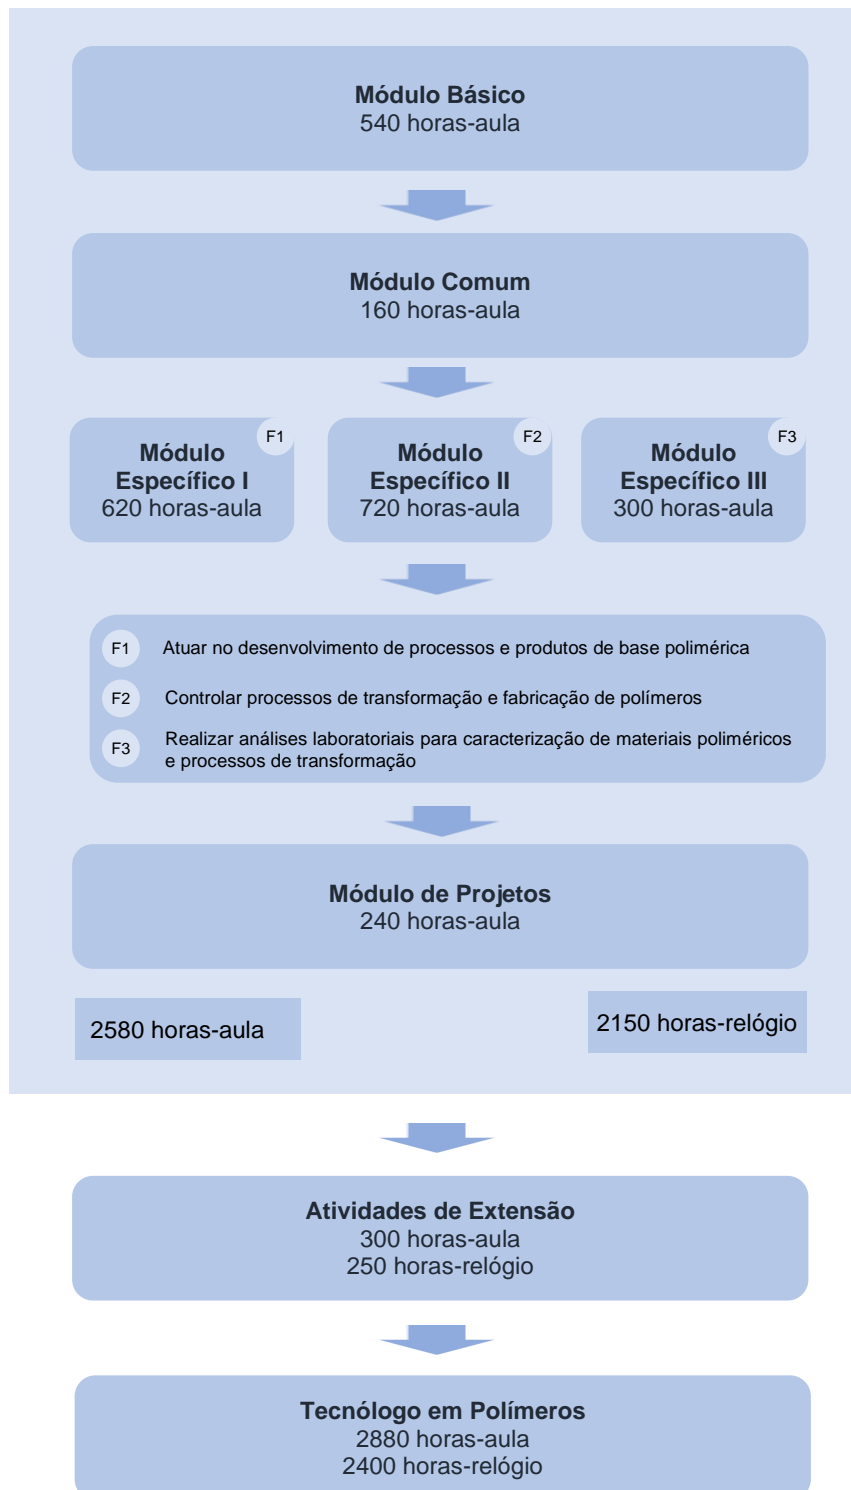 Módulo Básico
540 horas-aula
Módulo Comum
160 horas-aula
F1
Módulo
Específico I
620 horas-aula
F2
Módulo
Específico II
720 horas-aula
F3
Módulo
Específico III
300 horas-aula
F1 Atuar no desenvolvimento de processos e produtos de base polimérica
F2 Controlar processos de transformação e fabricação de polímeros
F3 Realizar análises laboratoriais para caracterização de materiais poliméricos
e processos de transformação
Módulo de Projetos
240 horas-aula
2580 horas-aula
2150 horas-relógio
Atividades de Extensão
300 horas-aula
250 horas-relógio
Tecnólogo em Polímeros
2880 horas-aula
2400 horas-relógio